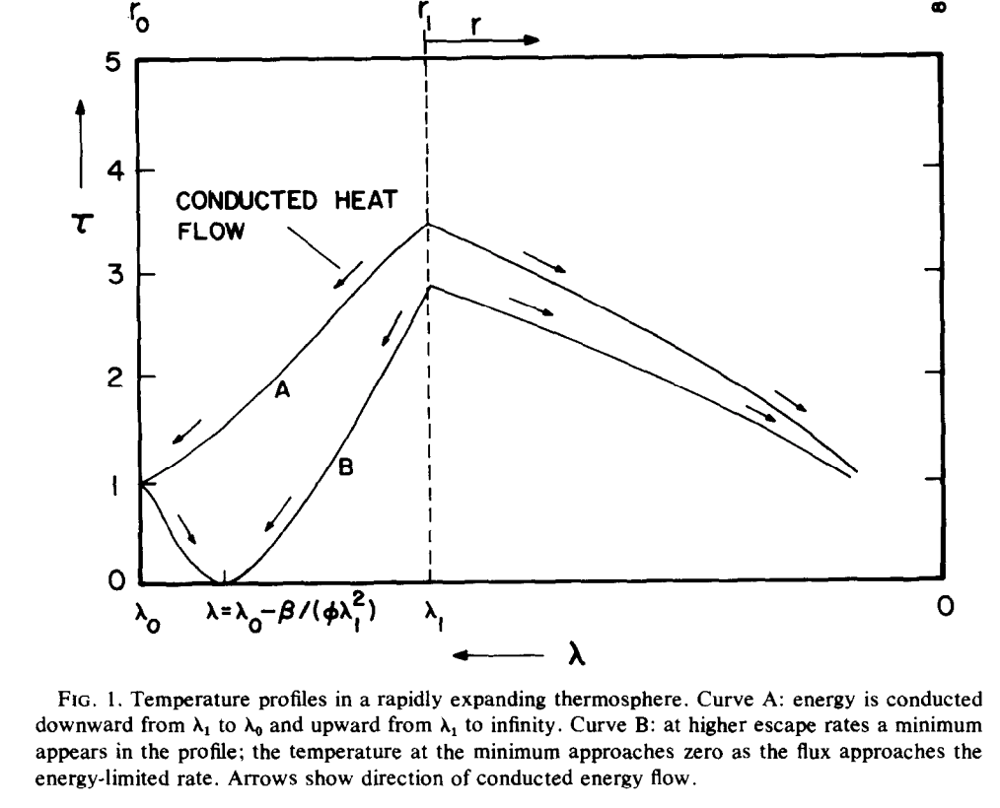 r₀ r₁ ∞
r
5
4
CONDUCTED HEAT
τ
FLOW
3
2
A
B
1
0
λ₀ λ=λ₀-β/(ϕλ₁²) λ₁ 0
λ
FIG. 1. Temperature profiles in a rapidly expanding thermosphere. Curve A: energy is conducted
downward from λ₁ to λ₀ and upward from λ₁ to infinity. Curve B: at higher escape rates a minimum
appears in the profile; the temperature at the minimum approaches zero as the flux approaches the
energy-limited rate. Arrows show direction of conducted energy flow.